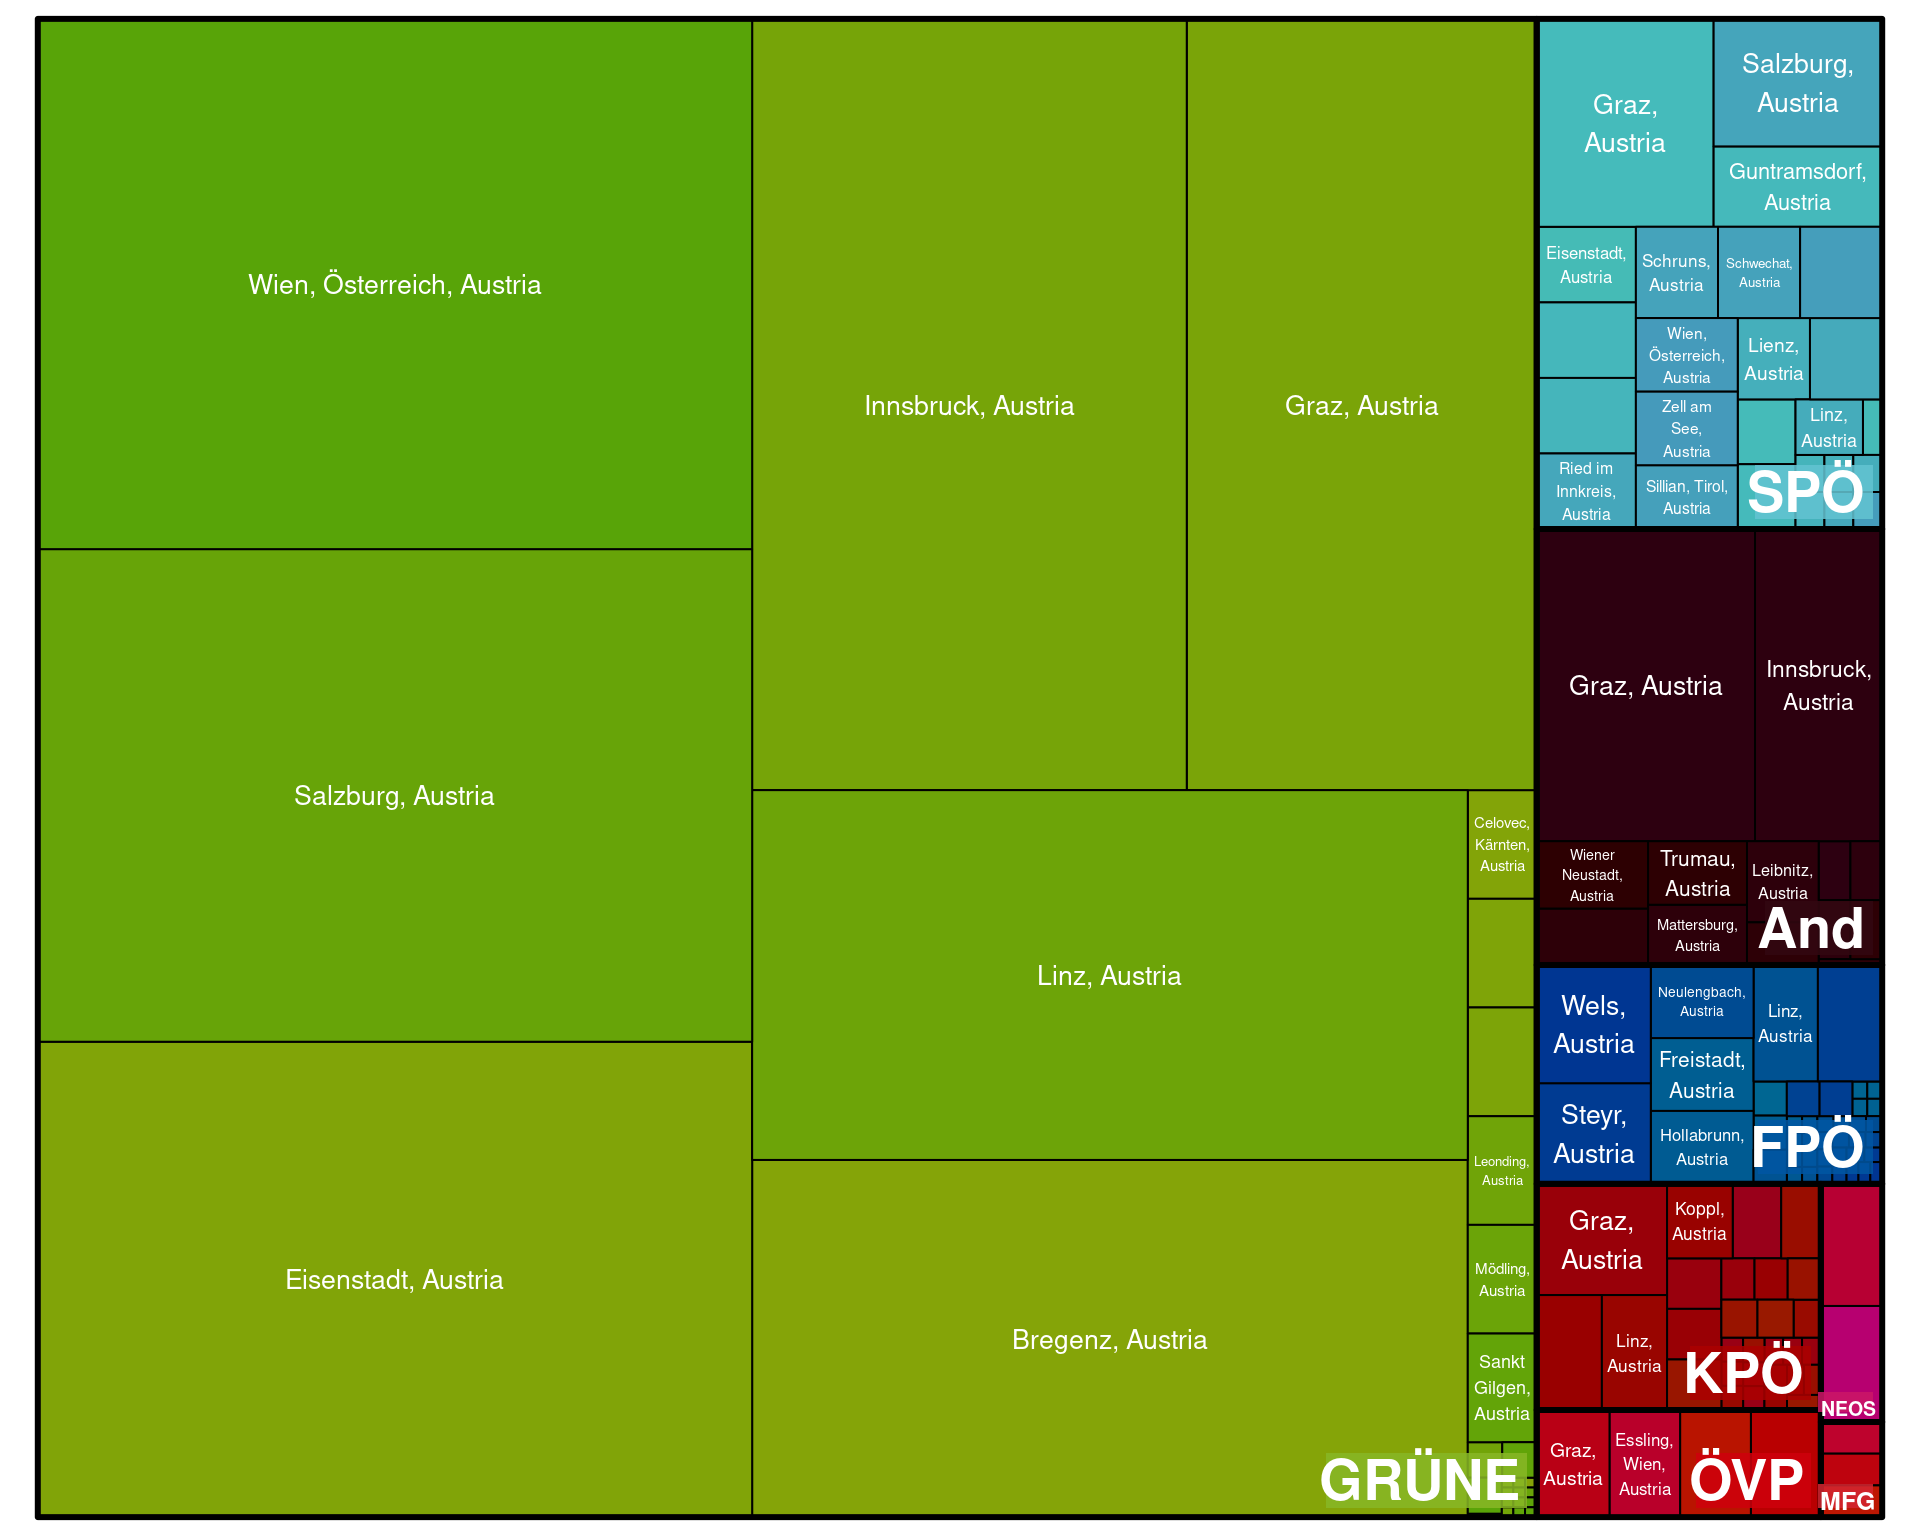 Wien, Österreich, Austria
Salzburg, Austria
Eisenstadt, Austria
Innsbruck, Austria
Graz, Austria
Linz, Austria
Bregenz, Austria
Celovec,
Kärnten,
Austria
Leonding,
Austria
Mödling,
Austria
Sankt
Gilgen,
Austria
GRÜNE
Graz,
Austria
Salzburg,
Austria
Guntramsdorf,
Austria
Eisenstadt,
Austria
Schruns,
Austria
Schwechat,
Austria
Wien,
Österreich,
Austria
Lienz,
Austria
Zell am
See,
Austria
Linz,
Austria
Ried im
Innkreis,
Austria
Sillian, Tirol,
Austria
SPÖ
Graz, Austria
Innsbruck,
Austria
Wiener
Neustadt,
Austria
Trumau,
Austria
Leibnitz,
Austria
Mattersburg,
Austria
And
Wels,
Austria
Neulengbach,
Austria
Linz,
Austria
Freistadt,
Austria
Steyr,
Austria
Hollabrunn,
Austria
FPÖ
Graz,
Austria
Koppl,
Austria
Linz,
Austria
KPÖ
NEOS
Graz,
Austria
Essling,
Wien,
Austria
ÖVP
MFG